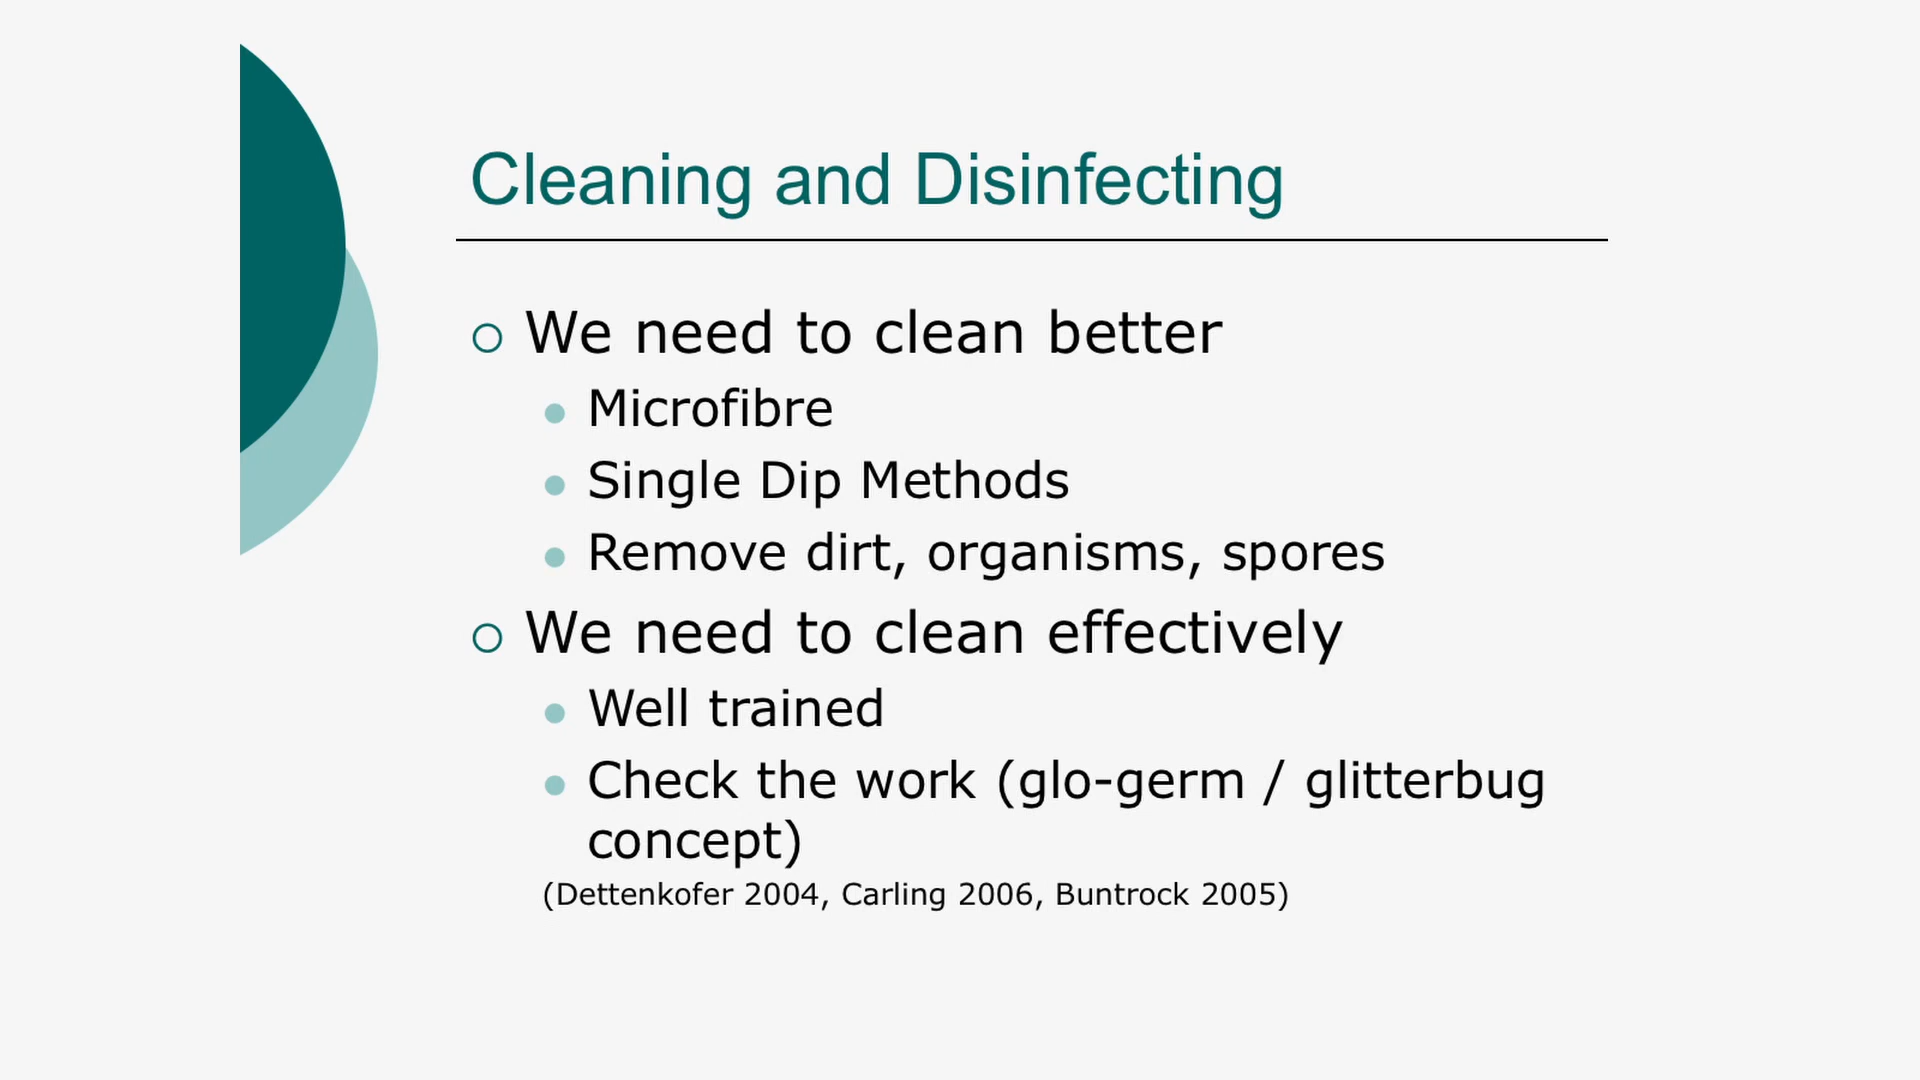 Cleaning and Disinfecting
We need to clean better
Microfibre
Single Dip Methods
Remove dirt, organisms, spores
We need to clean effectively
Well trained
Check the work (glo-germ / glitterbug
concept)
(Dettenkofer 2004, Carling 2006, Buntrock 2005)